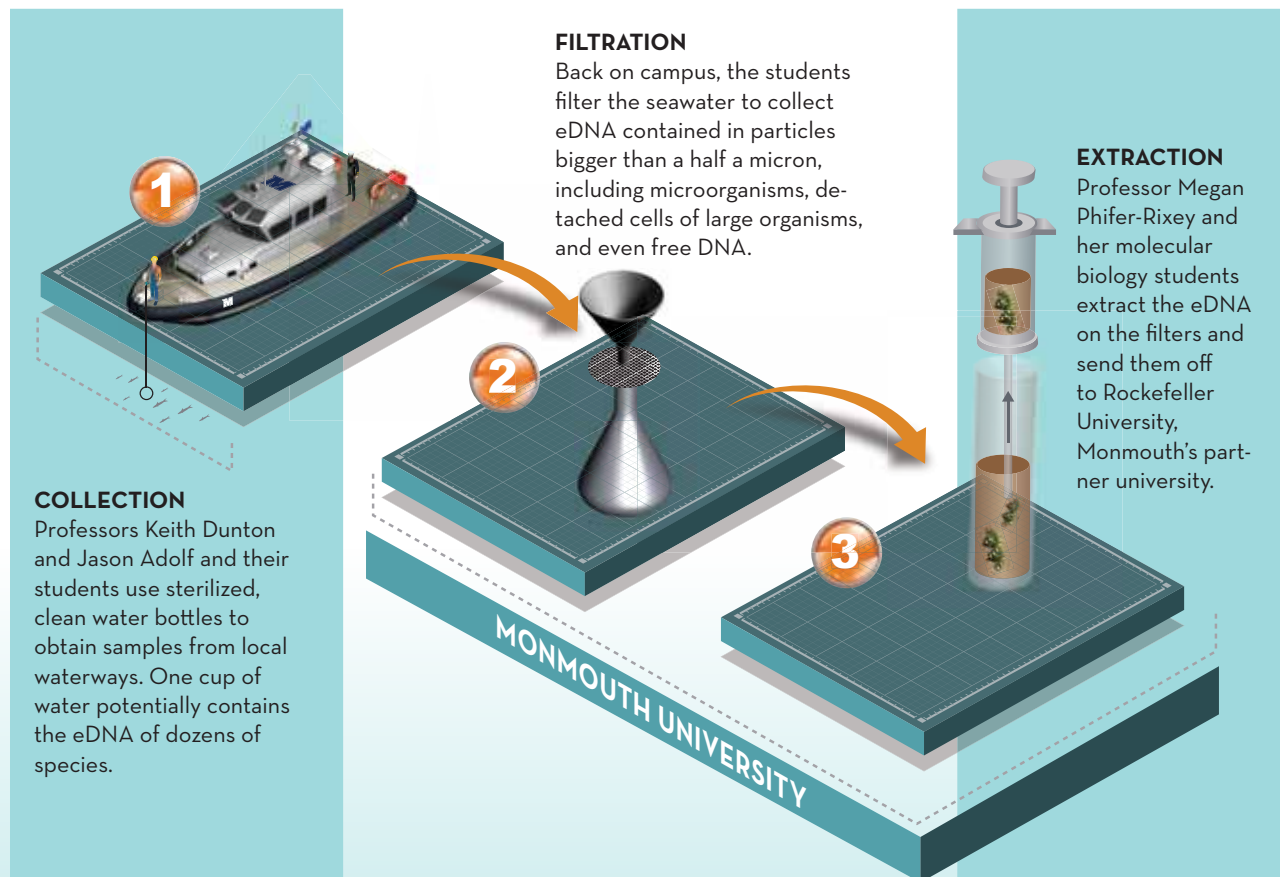 1
M
M
COLLECTION
Professors Keith Dunton
and Jason Adolf and their
students use sterilized,
clean water bottles to
obtain samples from local
waterways. One cup of
water potentially contains
the eDNA of dozens of
species.
FILTRATION
Back on campus, the students
filter the seawater to collect
eDNA contained in particles
bigger than a half a micron,
including microorganisms, de-
tached cells of large organisms,
and even free DNA.
2
EXTRACTION
Professor Megan
Phifer-Rixey and
her molecular
biology students
extract the eDNA
on the filters and
send them off
to Rockefeller
University,
Monmouth's part-
ner university.
3
MONMOUTH UNIVERSITY